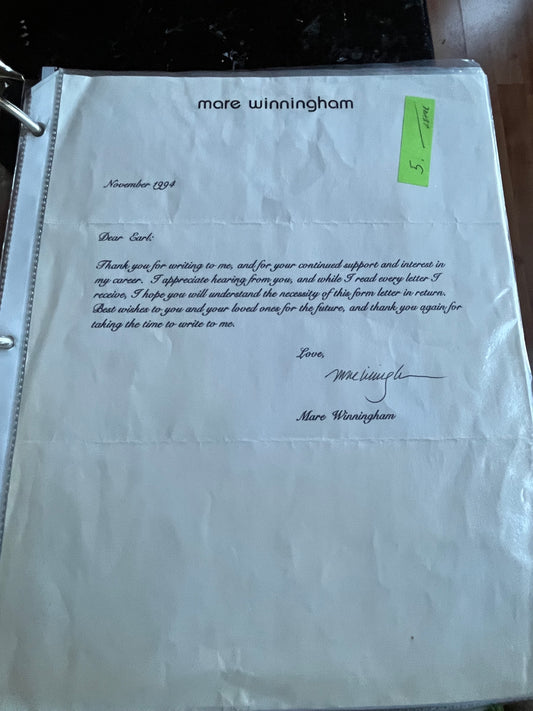 mare winningham
5.
November 1994
Dear Earl:
Thank you for writing to me, and for your continued support and interest in
my career. I appreciate hearing from you, and while I read every letter I
receive, I hope you will understand the necessity of this form letter in return.
Best wishes to you and your loved ones for the future, and thank you again for
taking the time to write to me.
Love,
Mare Winningham